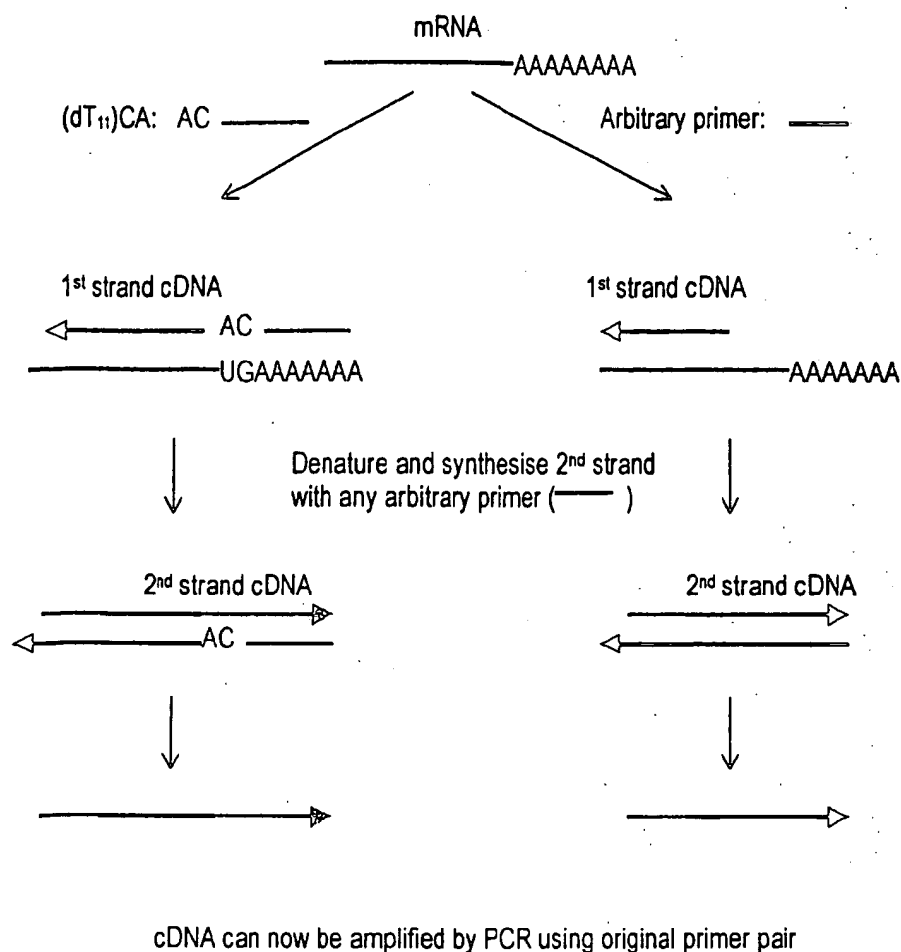 mRNA
AAAAAAAA
(dT₁₁)CA: AC
Arbitrary primer:
1ˢᵗ strand cDNA
1ˢᵗ strand cDNA
AC
UGAAAAAAA
AAAAAAA
Denature and synthesise 2ⁿᵈ strand
with any arbitrary primer ( )
2ⁿᵈ strand cDNA
2ⁿᵈ strand cDNA
AC
cDNA can now be amplified by PCR using original primer pair